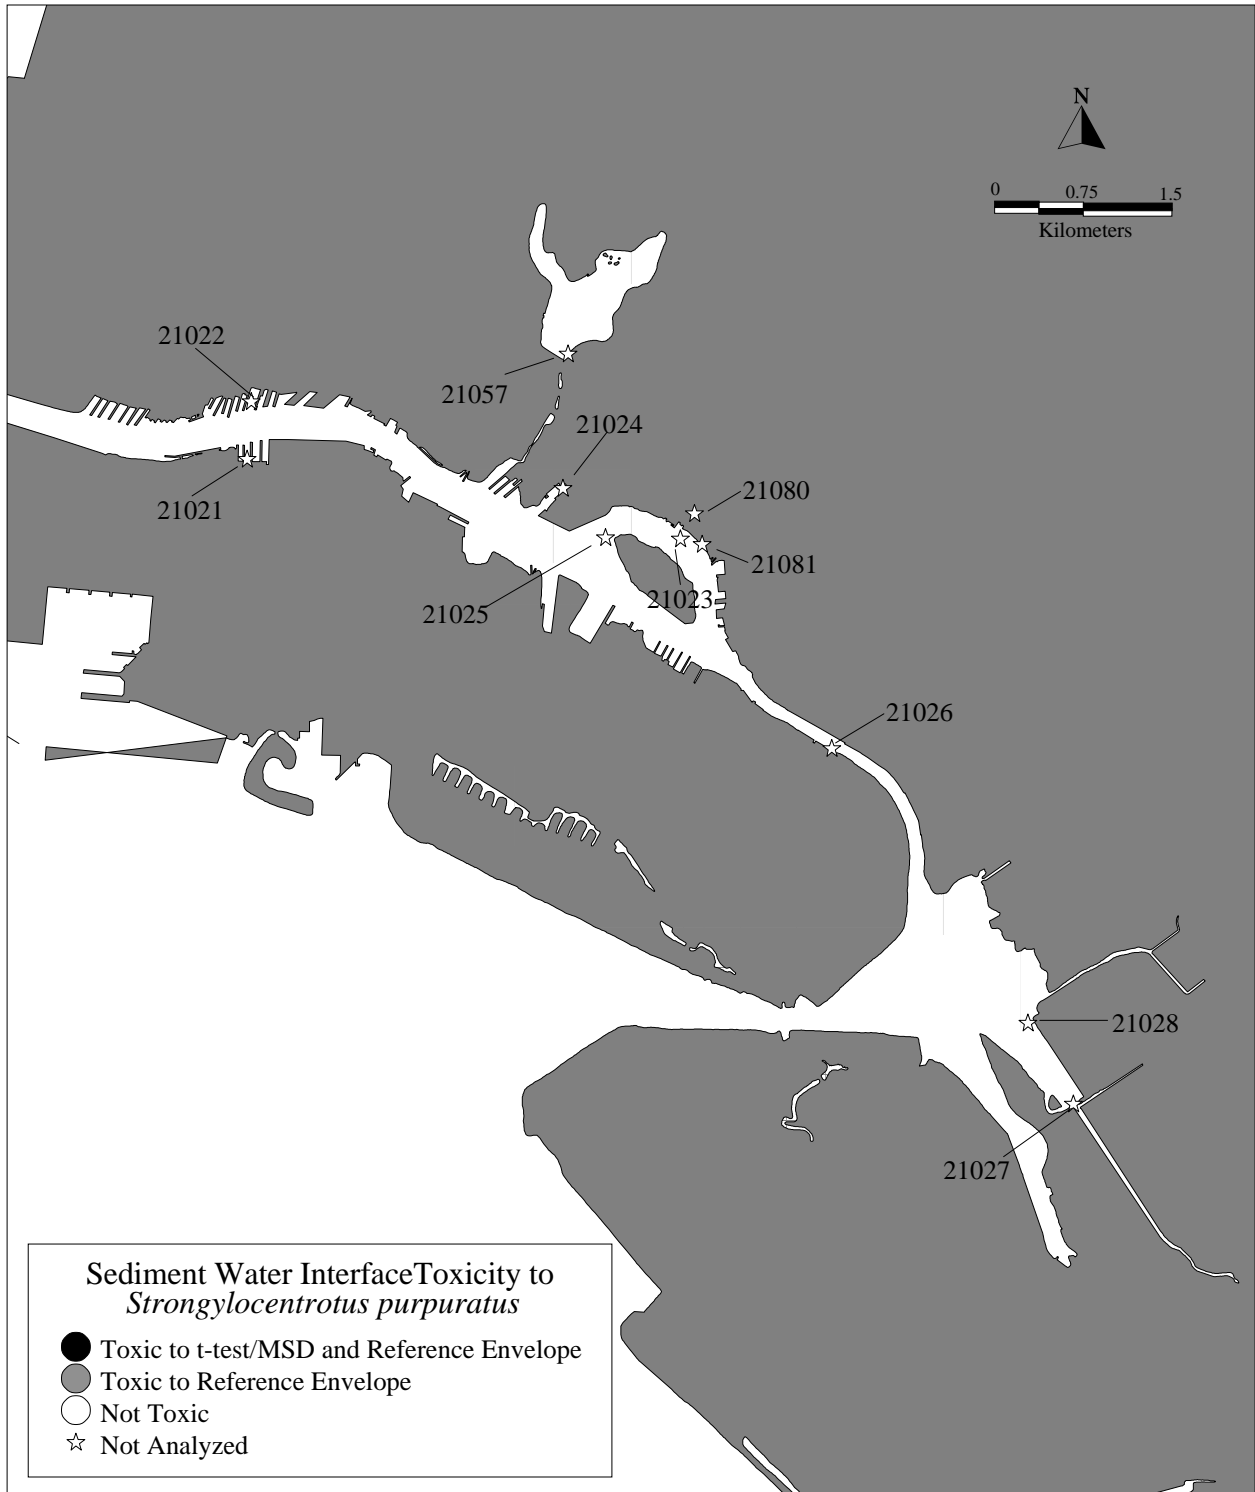 N
0 0.75 1.5
Kilometers
21022
21057
21024
21080
21021
21081
21023
21025
21026
21028
21027
Sediment Water InterfaceToxicity to
Strongylocentrotus purpuratus
Toxic to t-test/MSD and Reference Envelope
Toxic to Reference Envelope
Not Toxic
Not Analyzed